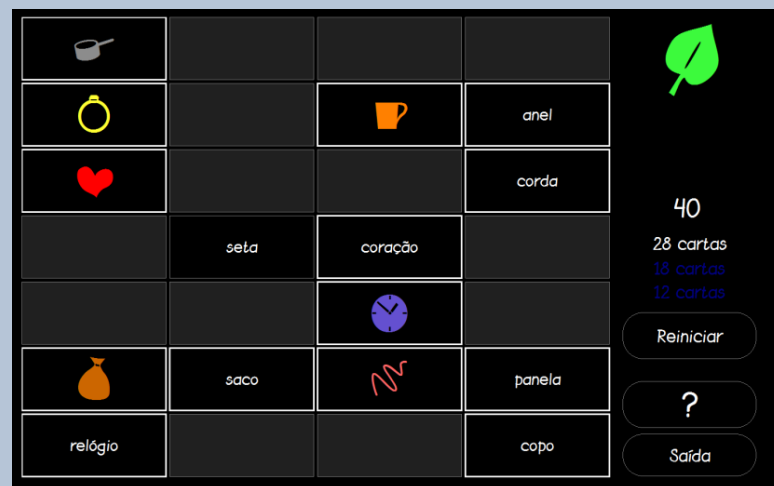 anel
corda
seta
coração
saco
panela
relógio
copo
40
28 cartas
18 cartas
12 cartas
Reiniciar
?
Saída